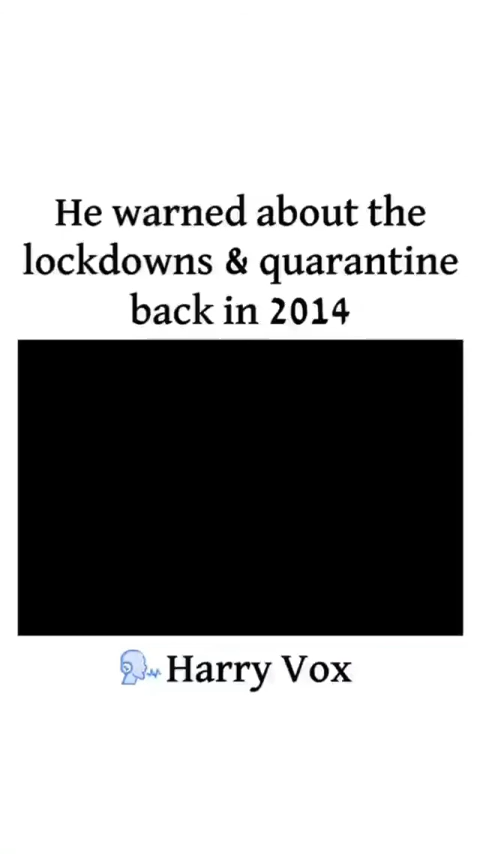 He warned about the
lockdowns & quarantine
back in 2014
Harry Vox